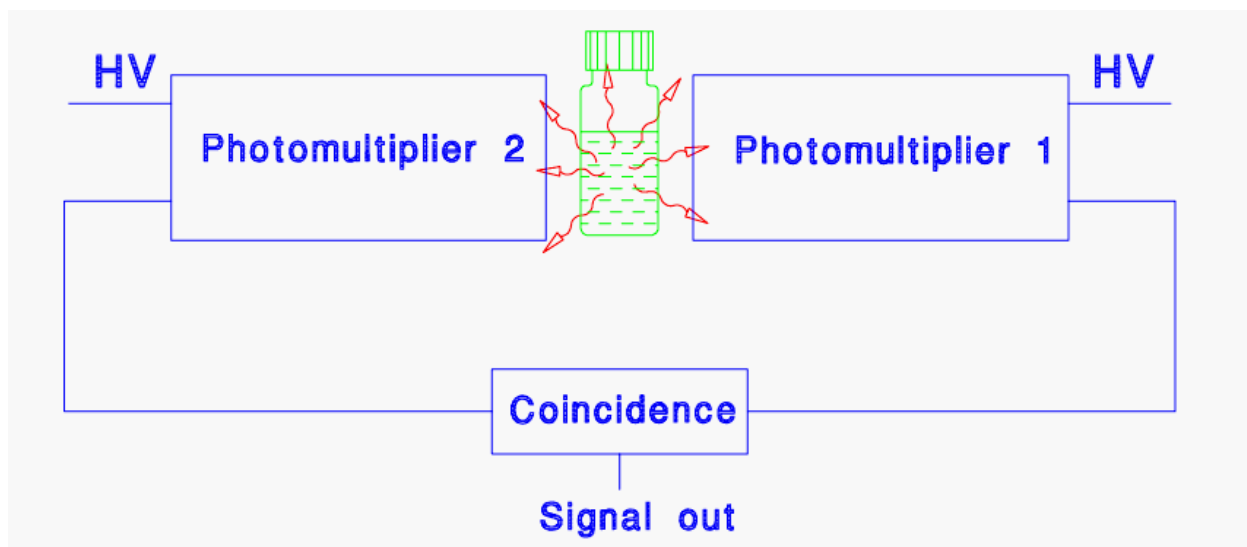 HV
HV
Photomultiplier 2
Photomultiplier 1
Coincidence
Signal out